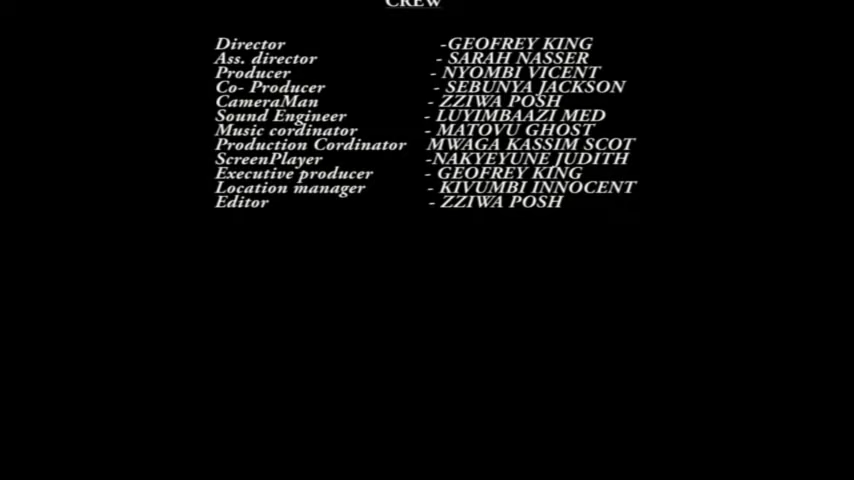 CREW
Director -GEOFREY KING
Ass. director - SARAH NASSER
Producer - NYOMBI VICENT
Co- Producer - SEBUNYA JACKSON
CameraMan - ZZIWA POSH
Sound Engineer - LUYIMBAAZI MED
Music cordinator - MATOVU GHOST
Production Cordinator MWAGA KASSIM SCOT
ScreenPlayer -NAKYEYUNE JUDITH
Executive producer - GEOFREY KING
Location manager - KIVUMBI INNOCENT
Editor - ZZIWA POSH